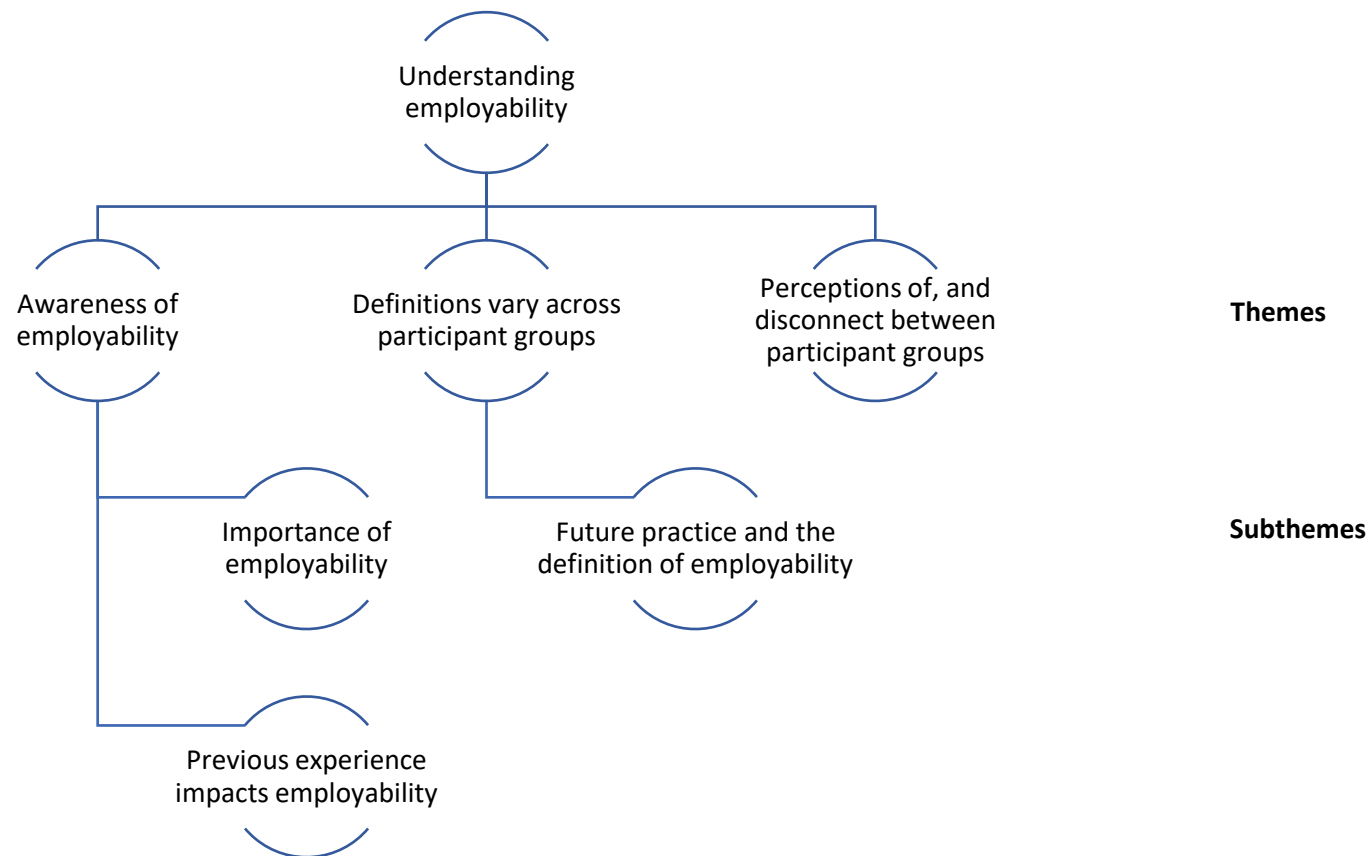 Understanding
employability
Awareness of
employability
Definitions vary across
participant groups
Perceptions of, and
disconnect between
participant groups
Themes
Importance of
employability
Future practice and the
definition of employability
Subthemes
Previous experience
impacts employability